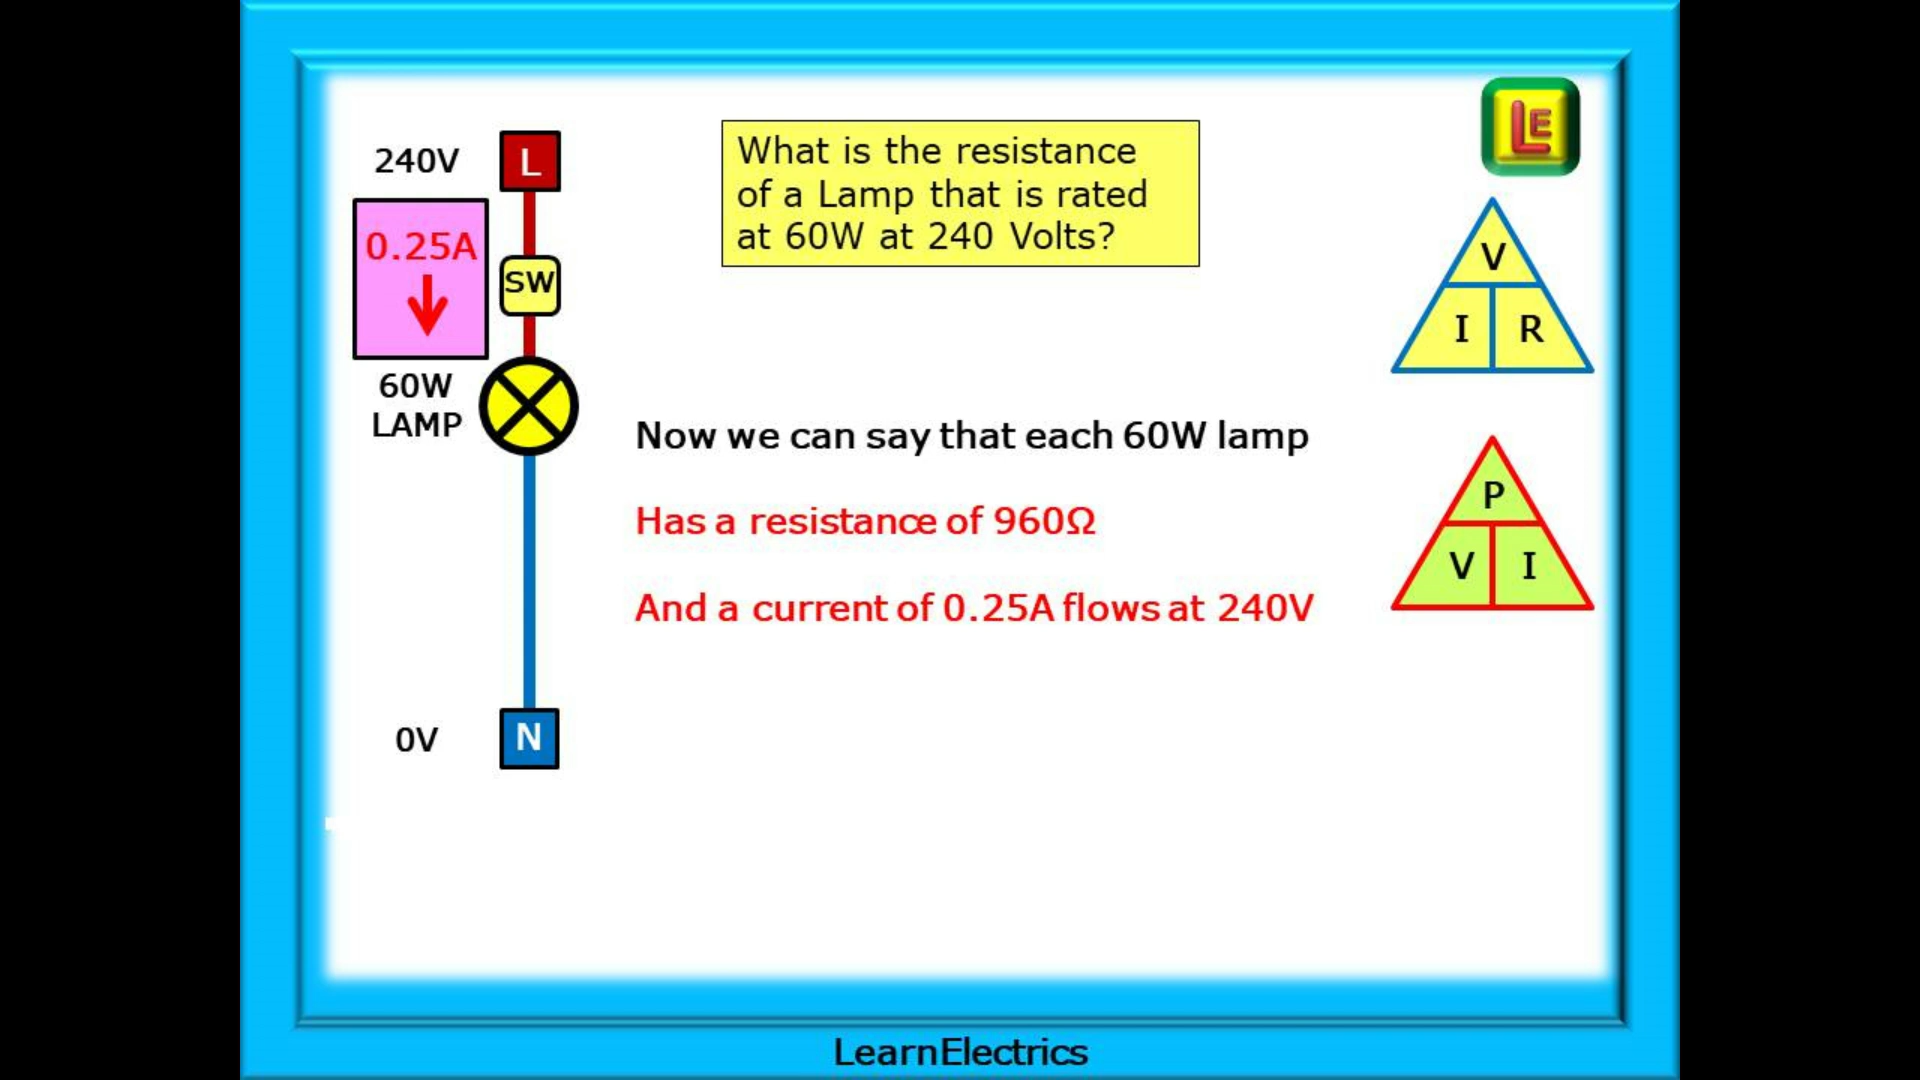 240V
L
What is the resistance
of a Lamp that is rated
at 60W at 240 Volts?
LE
0.25A
SW
V
I R
60W
LAMP
Now we can say that each 60W lamp
Has a resistance of 960Ω
And a current of 0.25A flows at 240V
P
V I
0V
N
LearnElectrics